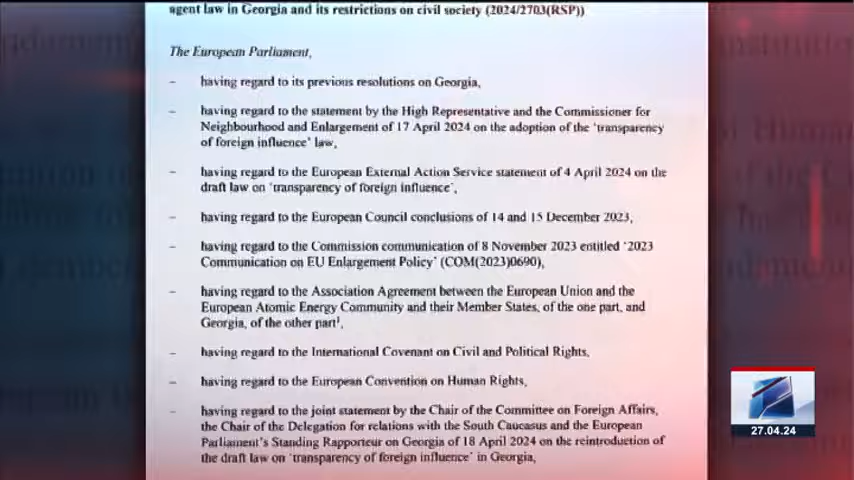 agent law in Georgia and its restrictions on civil society (2024/2703(RSP))
The European Parliament,
– having regard to its previous resolutions on Georgia,
– having regard to the statement by the High Representative and the Commissioner for
Neighbourhood and Enlargement of 17 April 2024 on the adoption of the ‘transparency
of foreign influence’ law,
– having regard to the European External Action Service statement of 4 April 2024 on the
draft law on ‘transparency of foreign influence’,
– having regard to the European Council conclusions of 14 and 15 December 2023,
– having regard to the Commission communication of 8 November 2023 entitled ‘2023
Communication on EU Enlargement Policy’ (COM(2023)0690),
– having regard to the Association Agreement between the European Union and the
European Atomic Energy Community and their Member States, of the one part, and
Georgia, of the other part¹,
– having regard to the International Covenant on Civil and Political Rights,
– having regard to the European Convention on Human Rights,
– having regard to the joint statement by the Chair of the Committee on Foreign Affairs,
the Chair of the Delegation for relations with the South Caucasus and the European
Parliament’s Standing Rapporteur on Georgia of 18 April 2024 on the reintroduction of
the draft law on ‘transparency of foreign influence’ in Georgia,
27.04.24